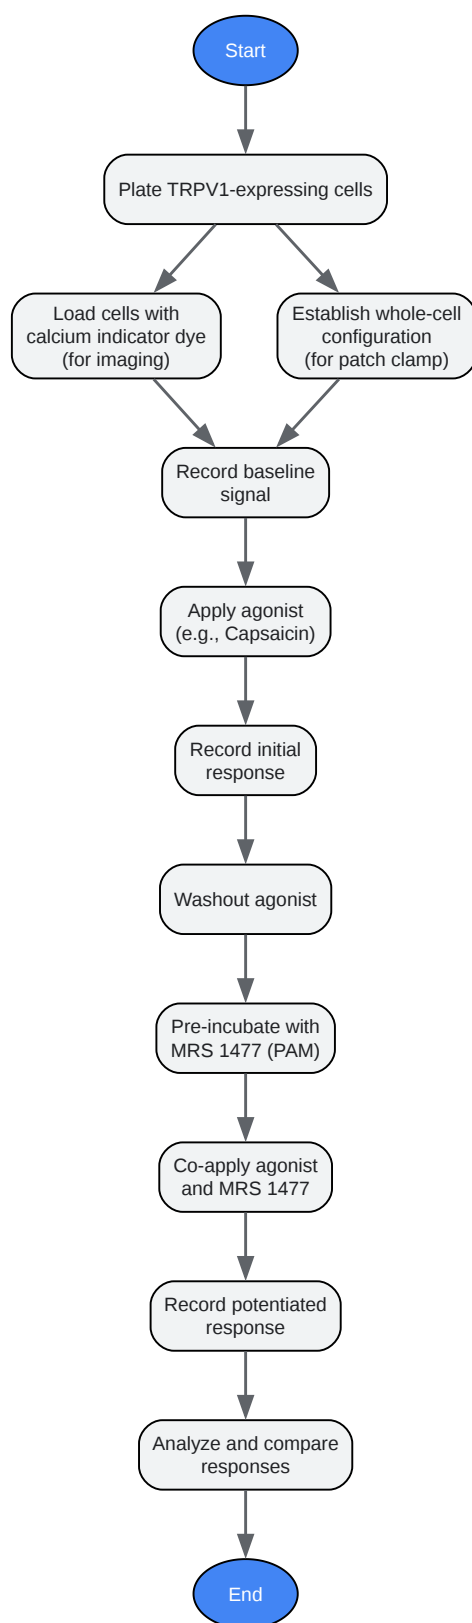 Start
Plate TRPV1-expressing cells
Load cells with
calcium indicator dye
(for imaging)
Establish whole-cell
configuration
(for patch clamp)
Record baseline
signal
Apply agonist
(e.g., Capsaicin)
Record initial
response
Washout agonist
Pre-incubate with
MRS 1477 (PAM)
Co-apply agonist
and MRS 1477
Record potentiated
response
Analyze and compare
responses
End